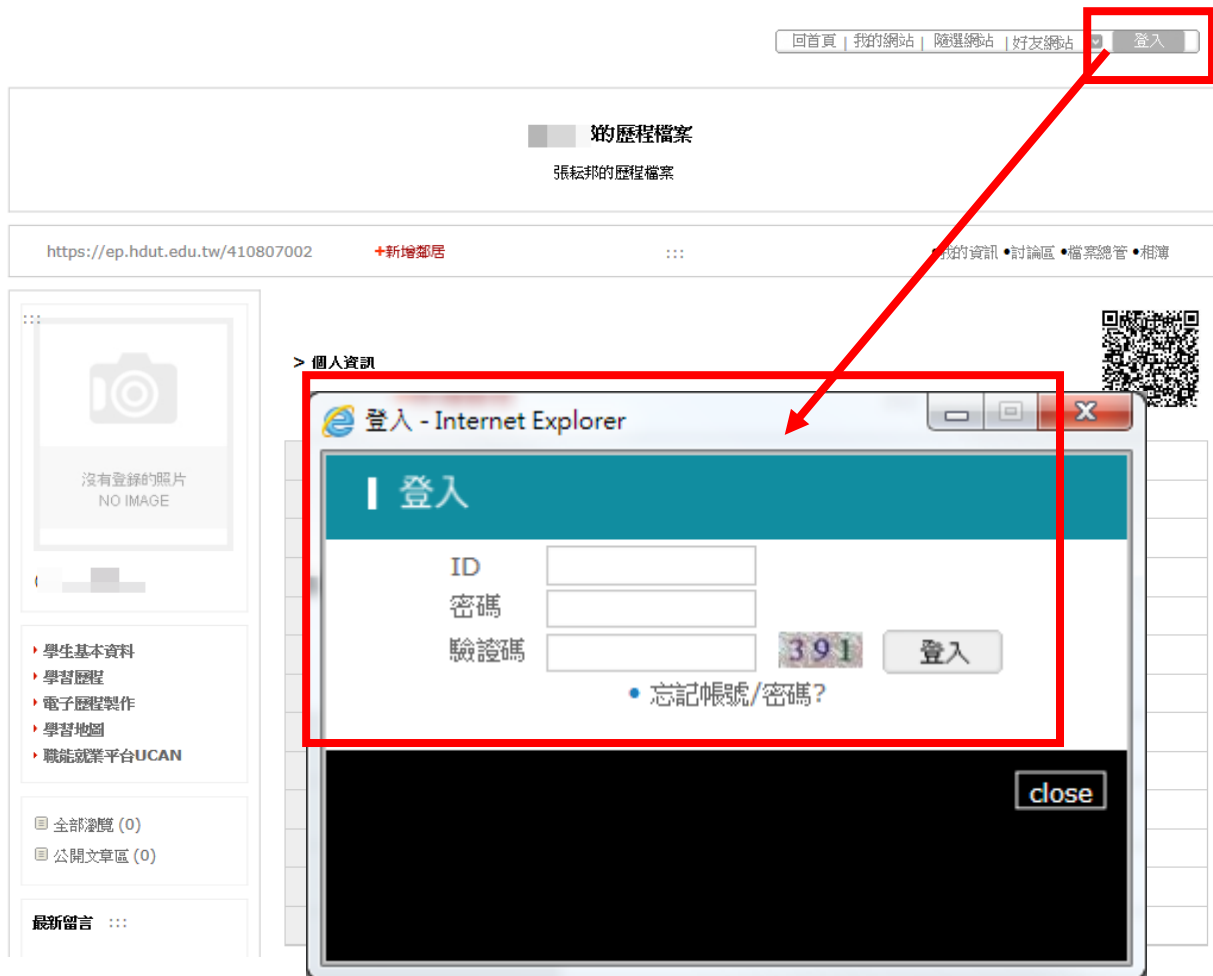 回首頁 | 我的網站 | 隨選網站 | 好友網站 登入
的歷程檔案
張耘邦的歷程檔案
https://ep.hdut.edu.tw/410807002 +新增鄰居 ::: •我的資訊 •討論區 •檔案總管 •相簿
:::
沒有登錄的照片
NO IMAGE
學生基本資料
學習歷程
電子歷程製作
學習地圖
職能就業平台UCAN
全部瀏覽 (0)
公開文章區 (0)
最新留言 :::
> 個人資訊
登入 - Internet Explorer
登入
ID
密碼
驗證碼 391 登入
• 忘記帳號/密碼?
close